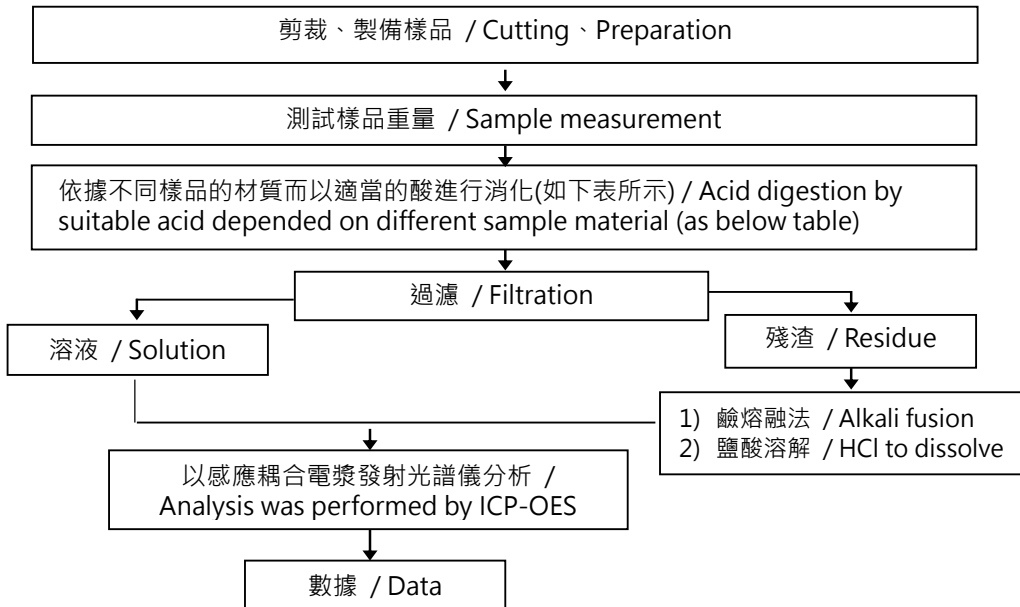 剪裁、製備樣品 / Cutting、Preparation
測試樣品重量 / Sample measurement
依據不同樣品的材質而以適當的酸進行消化(如下表所示) / Acid digestion by
suitable acid depended on different sample material (as below table)
過濾 / Filtration
溶液 / Solution
殘渣 / Residue
1) 鹼熔融法 / Alkali fusion
2) 鹽酸溶解 / HCl to dissolve
以感應耦合電漿發射光譜儀分析 /
Analysis was performed by ICP-OES
數據 / Data